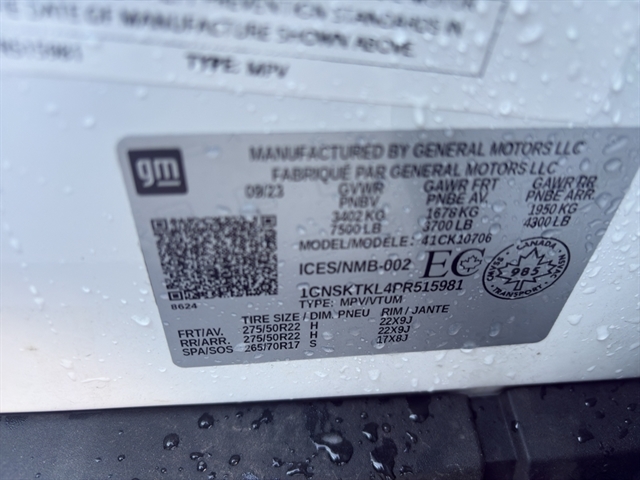 DATE OF MANUFACTURE SHOWN ABOVE.
TYPE: MPV
gm
MANUFACTURED BY GENERAL MOTORS LLC
FABRIQUÉ PAR GENERAL MOTORS LLC
09/23 GVWR GAWR FRT GAWR RR
PNBV PNBE AV. PNBE ARR.
3402 KG 1678 KG 1950 KG
7500 LB 3700 LB 4300 LB
MODEL/MODÈLE: 41CK10706
ICES/NMB-002 EC
CANADA 985
1GNSKTKL4PR515981
8624
TYPE: MPV/VTUM
TIRE SIZE / DIM. PNEU RIM / JANTE
FRT/AV. 275/50R22 H 22X9J
RR/ARR. 275/50R22 H 22X9J
SPA/SOS 265/70R17 S 17X8J